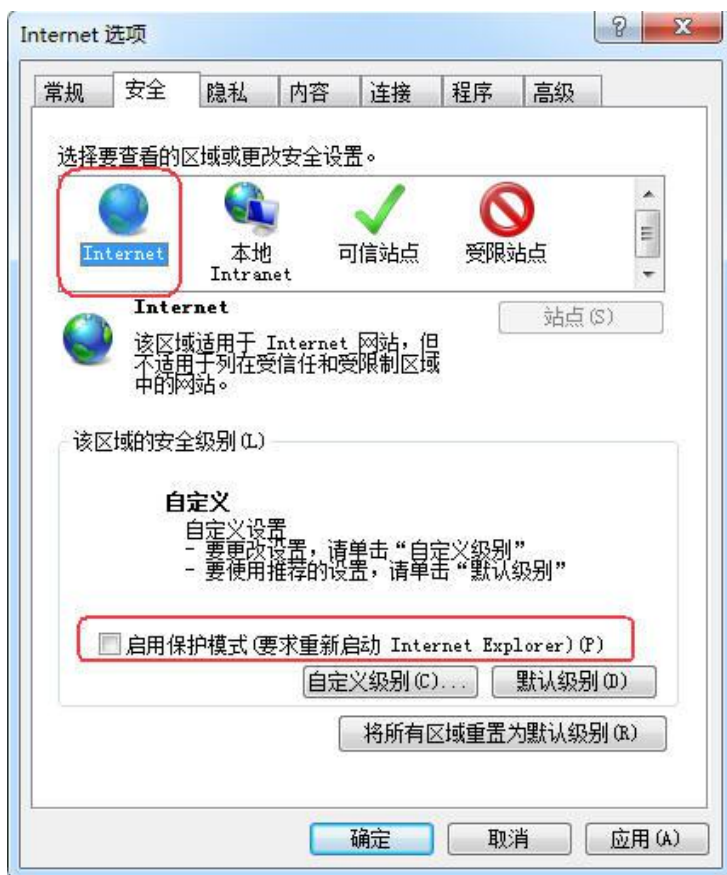 Internet 选项
常规 安全 隐私 内容 连接 程序 高级
选择要查看的区域或更改安全设置。
Internet 本地 Intranet 可信站点 受限站点
Internet
站点(S)
该区域适用于 Internet 网站，但
不适用于列在受信任和受限制区域
中的网站。
该区域的安全级别(L)
自定义
自定义设置
- 要更改设置，请单击“自定义级别”
- 要使用推荐的设置，请单击“默认级别”
启用保护模式(要求重新启动 Internet Explorer)(P)
自定义级别(C)... 默认级别(D)
将所有区域重置为默认级别(R)
确定 取消 应用(A)